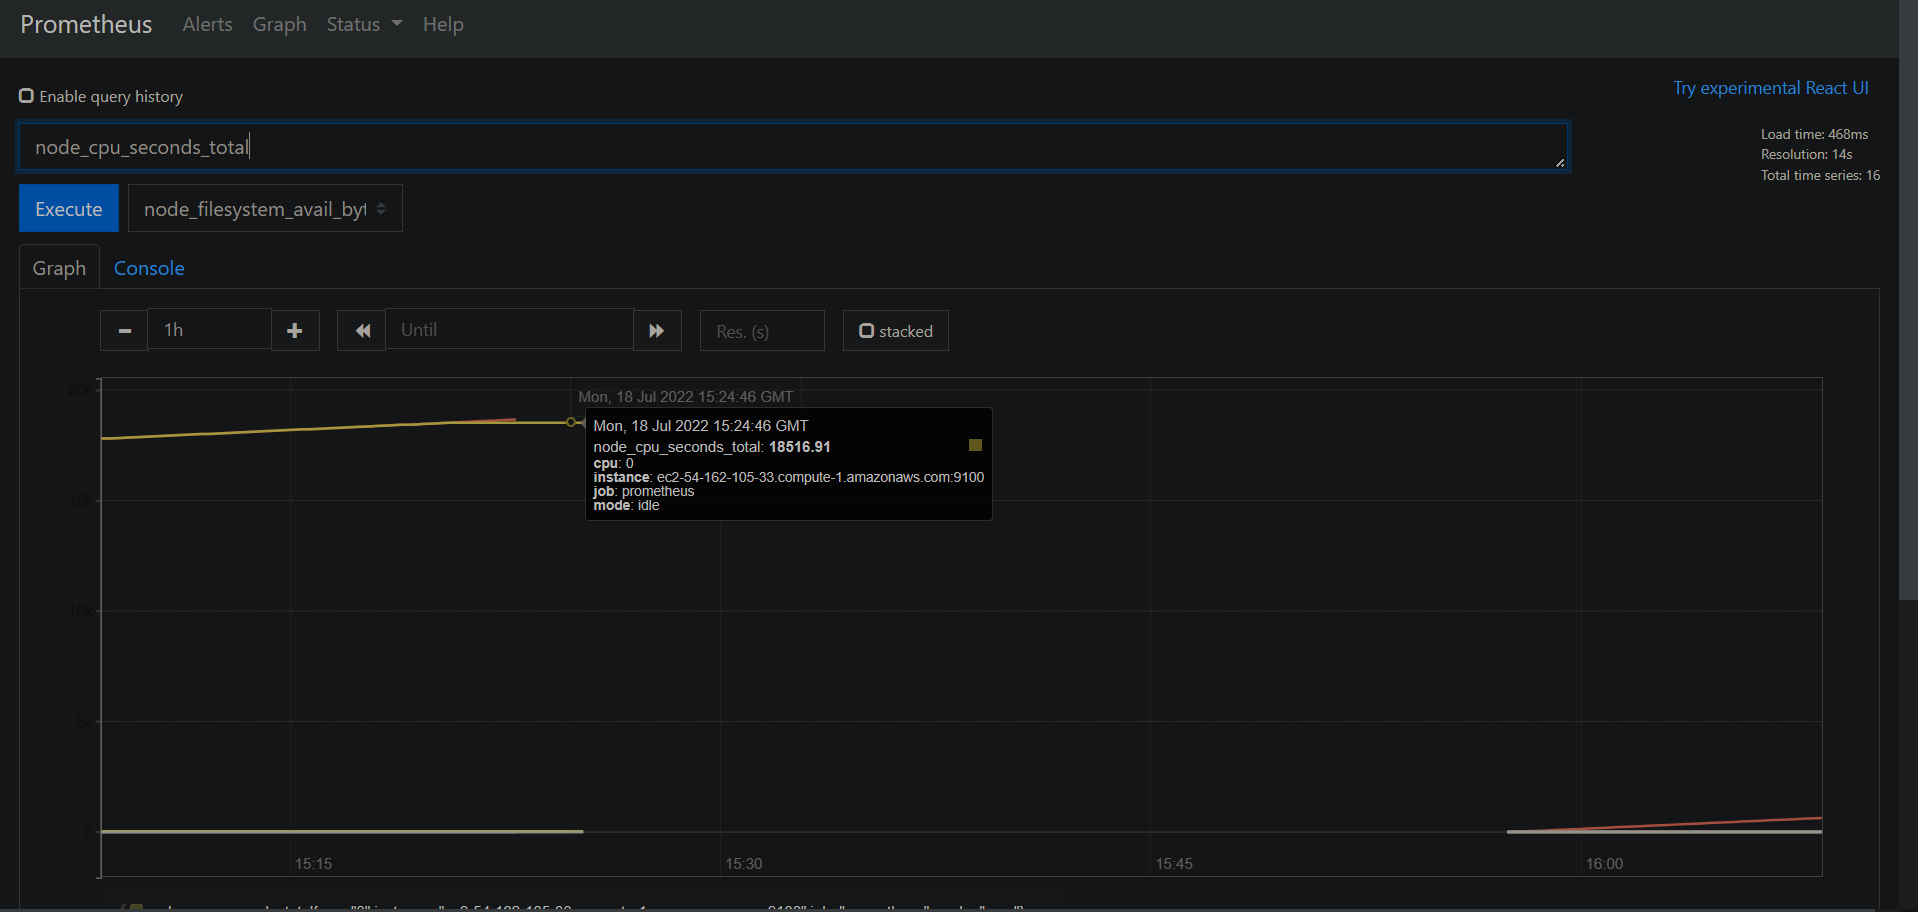 Prometheus Alerts Graph Status Help
Enable query history
Try experimental React UI
node_cpu_seconds_total
Load time: 468ms
Resolution: 14s
Total time series: 16
Execute
node_filesystem_avail_byt
Graph Console
1h
Until
Res. (s)
stacked
20k
Mon, 18 Jul 2022 15:24:46 GMT
Mon, 18 Jul 2022 15:24:46 GMT
node_cpu_seconds_total: 18516.91
cpu: 0
instance: ec2-54-162-105-33.compute-1.amazonaws.com:9100
job: prometheus
mode: idle
15k
10k
5k
0
15:15
15:30
15:45
16:00